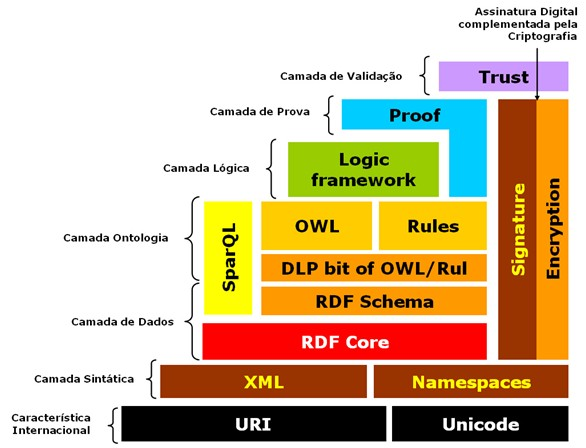 Assinatura Digital
complementada pela
Criptografia
Camada de Validação
Trust
Camada de Prova
Proof
Camada Lógica
Logic
framework
Signature
Encryption
Camada Ontologia
SparQL
OWL
Rules
DLP bit of OWL/Rul
Camada de Dados
RDF Schema
RDF Core
Camada Sintática
XML
Namespaces
Característica
Internacional
URI
Unicode